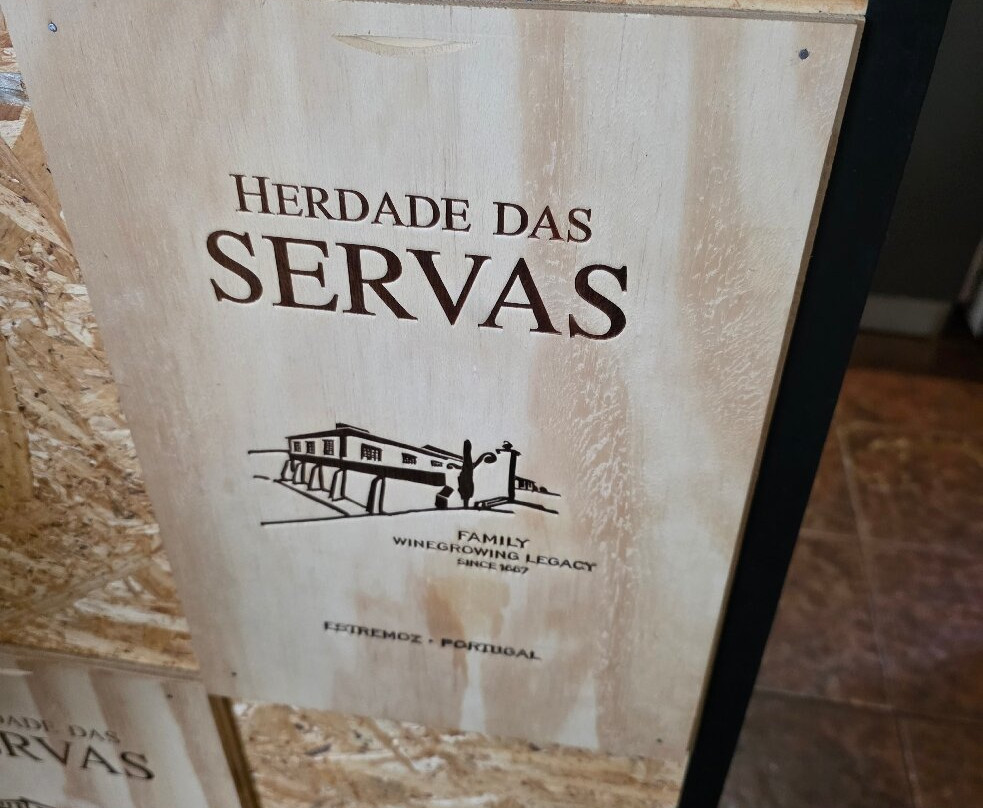 HERDADE DAS
SERVAS
FAMILY
WINEGROWING LEGACY
SINCE 1667
ESTREMOZ · PORTUGAL
DADE DAS
RVAS